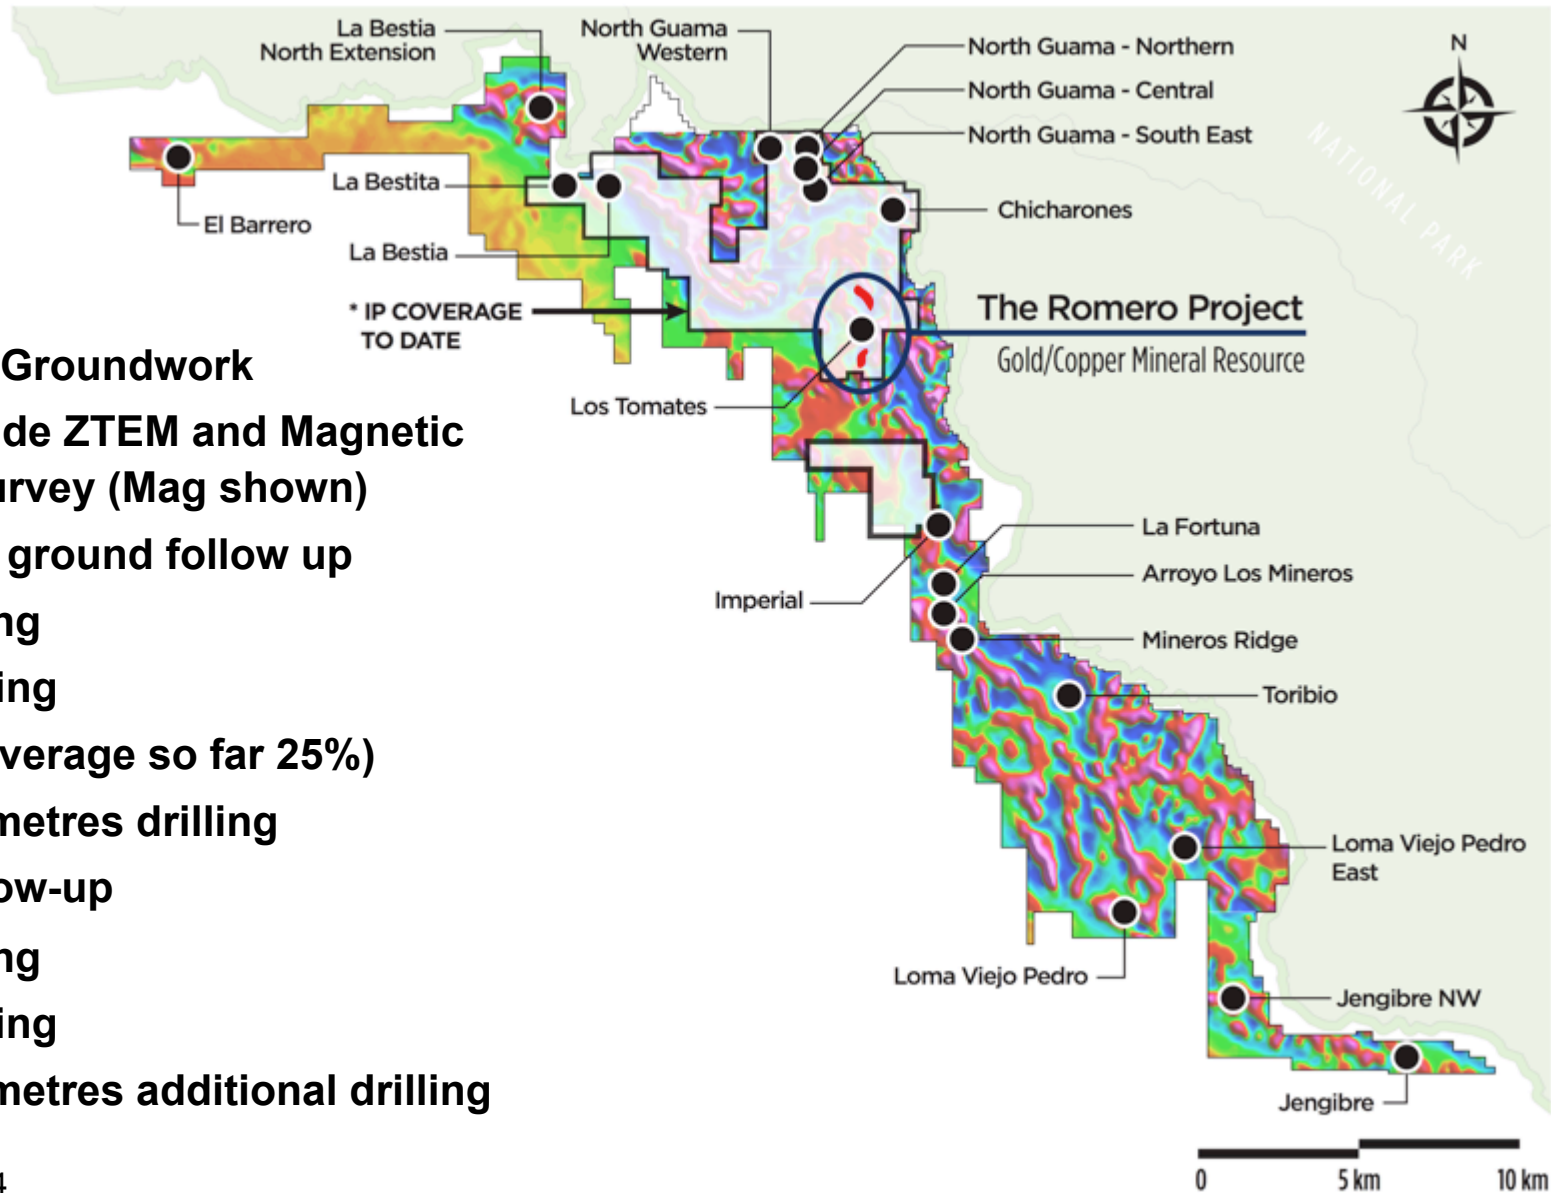 La Bestia
North Extension
North Guama
Western
North Guama - Northern
North Guama - Central
North Guama - South East
N
NATIONAL PARK
La Bestita
El Barrero
La Bestia
Chicharones
* IP COVERAGE
TO DATE
The Romero Project
Gold/Copper Mineral Resource
Los Tomates
Groundwork
de ZTEM and Magnetic
urvey (Mag shown)
ground follow up
ng
ing
verage so far 25%)
metres drilling
ow-up
ng
ing
metres additional drilling
La Fortuna
Arroyo Los Mineros
Imperial
Mineros Ridge
Toribio
Loma Viejo Pedro
East
Loma Viejo Pedro
Jengibre NW
Jengibre
0 5 km 10 km
4